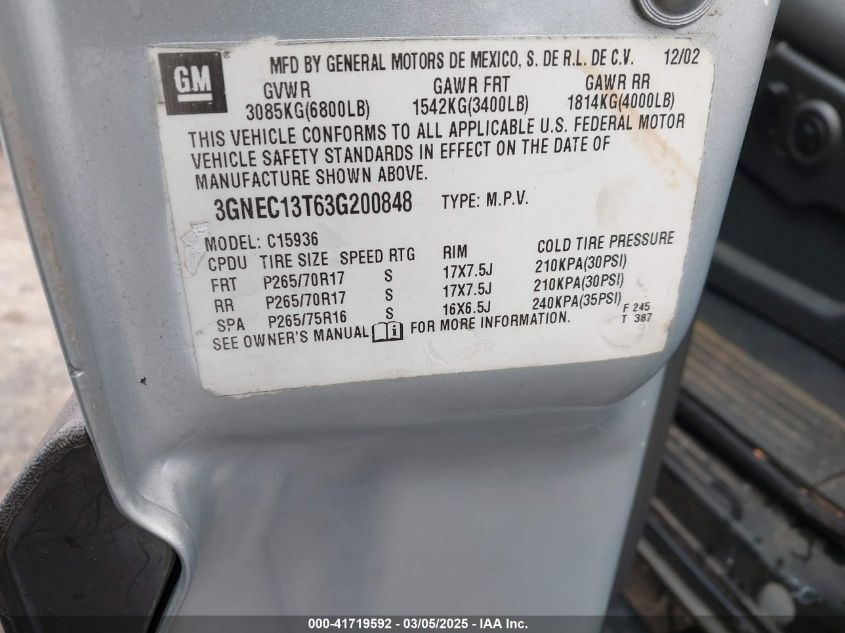 GM
MFD BY GENERAL MOTORS DE MEXICO, S. DE R.L. DE C.V. 12/02
GVWR GAWR FRT GAWR RR
3085KG(6800LB) 1542KG(3400LB) 1814KG(4000LB)
THIS VEHICLE CONFORMS TO ALL APPLICABLE U.S. FEDERAL MOTOR
VEHICLE SAFETY STANDARDS IN EFFECT ON THE DATE OF
MANUFACTURE SHOWN ABOVE.
3GNEC13T63G200848 TYPE: M.P.V.
MODEL: C15936
CPDU TIRE SIZE SPEED RTG RIM COLD TIRE PRESSURE
FRT P265/70R17 S 17X7.5J 210KPA(30PSI)
RR P265/70R17 S 17X7.5J 210KPA(30PSI)
SPA P265/75R16 S 16X6.5J 240KPA(35PSI) F 245
SEE OWNER'S MANUAL FOR MORE INFORMATION. T 387
000-41719592 — 03/05/2025 — IAA Inc.